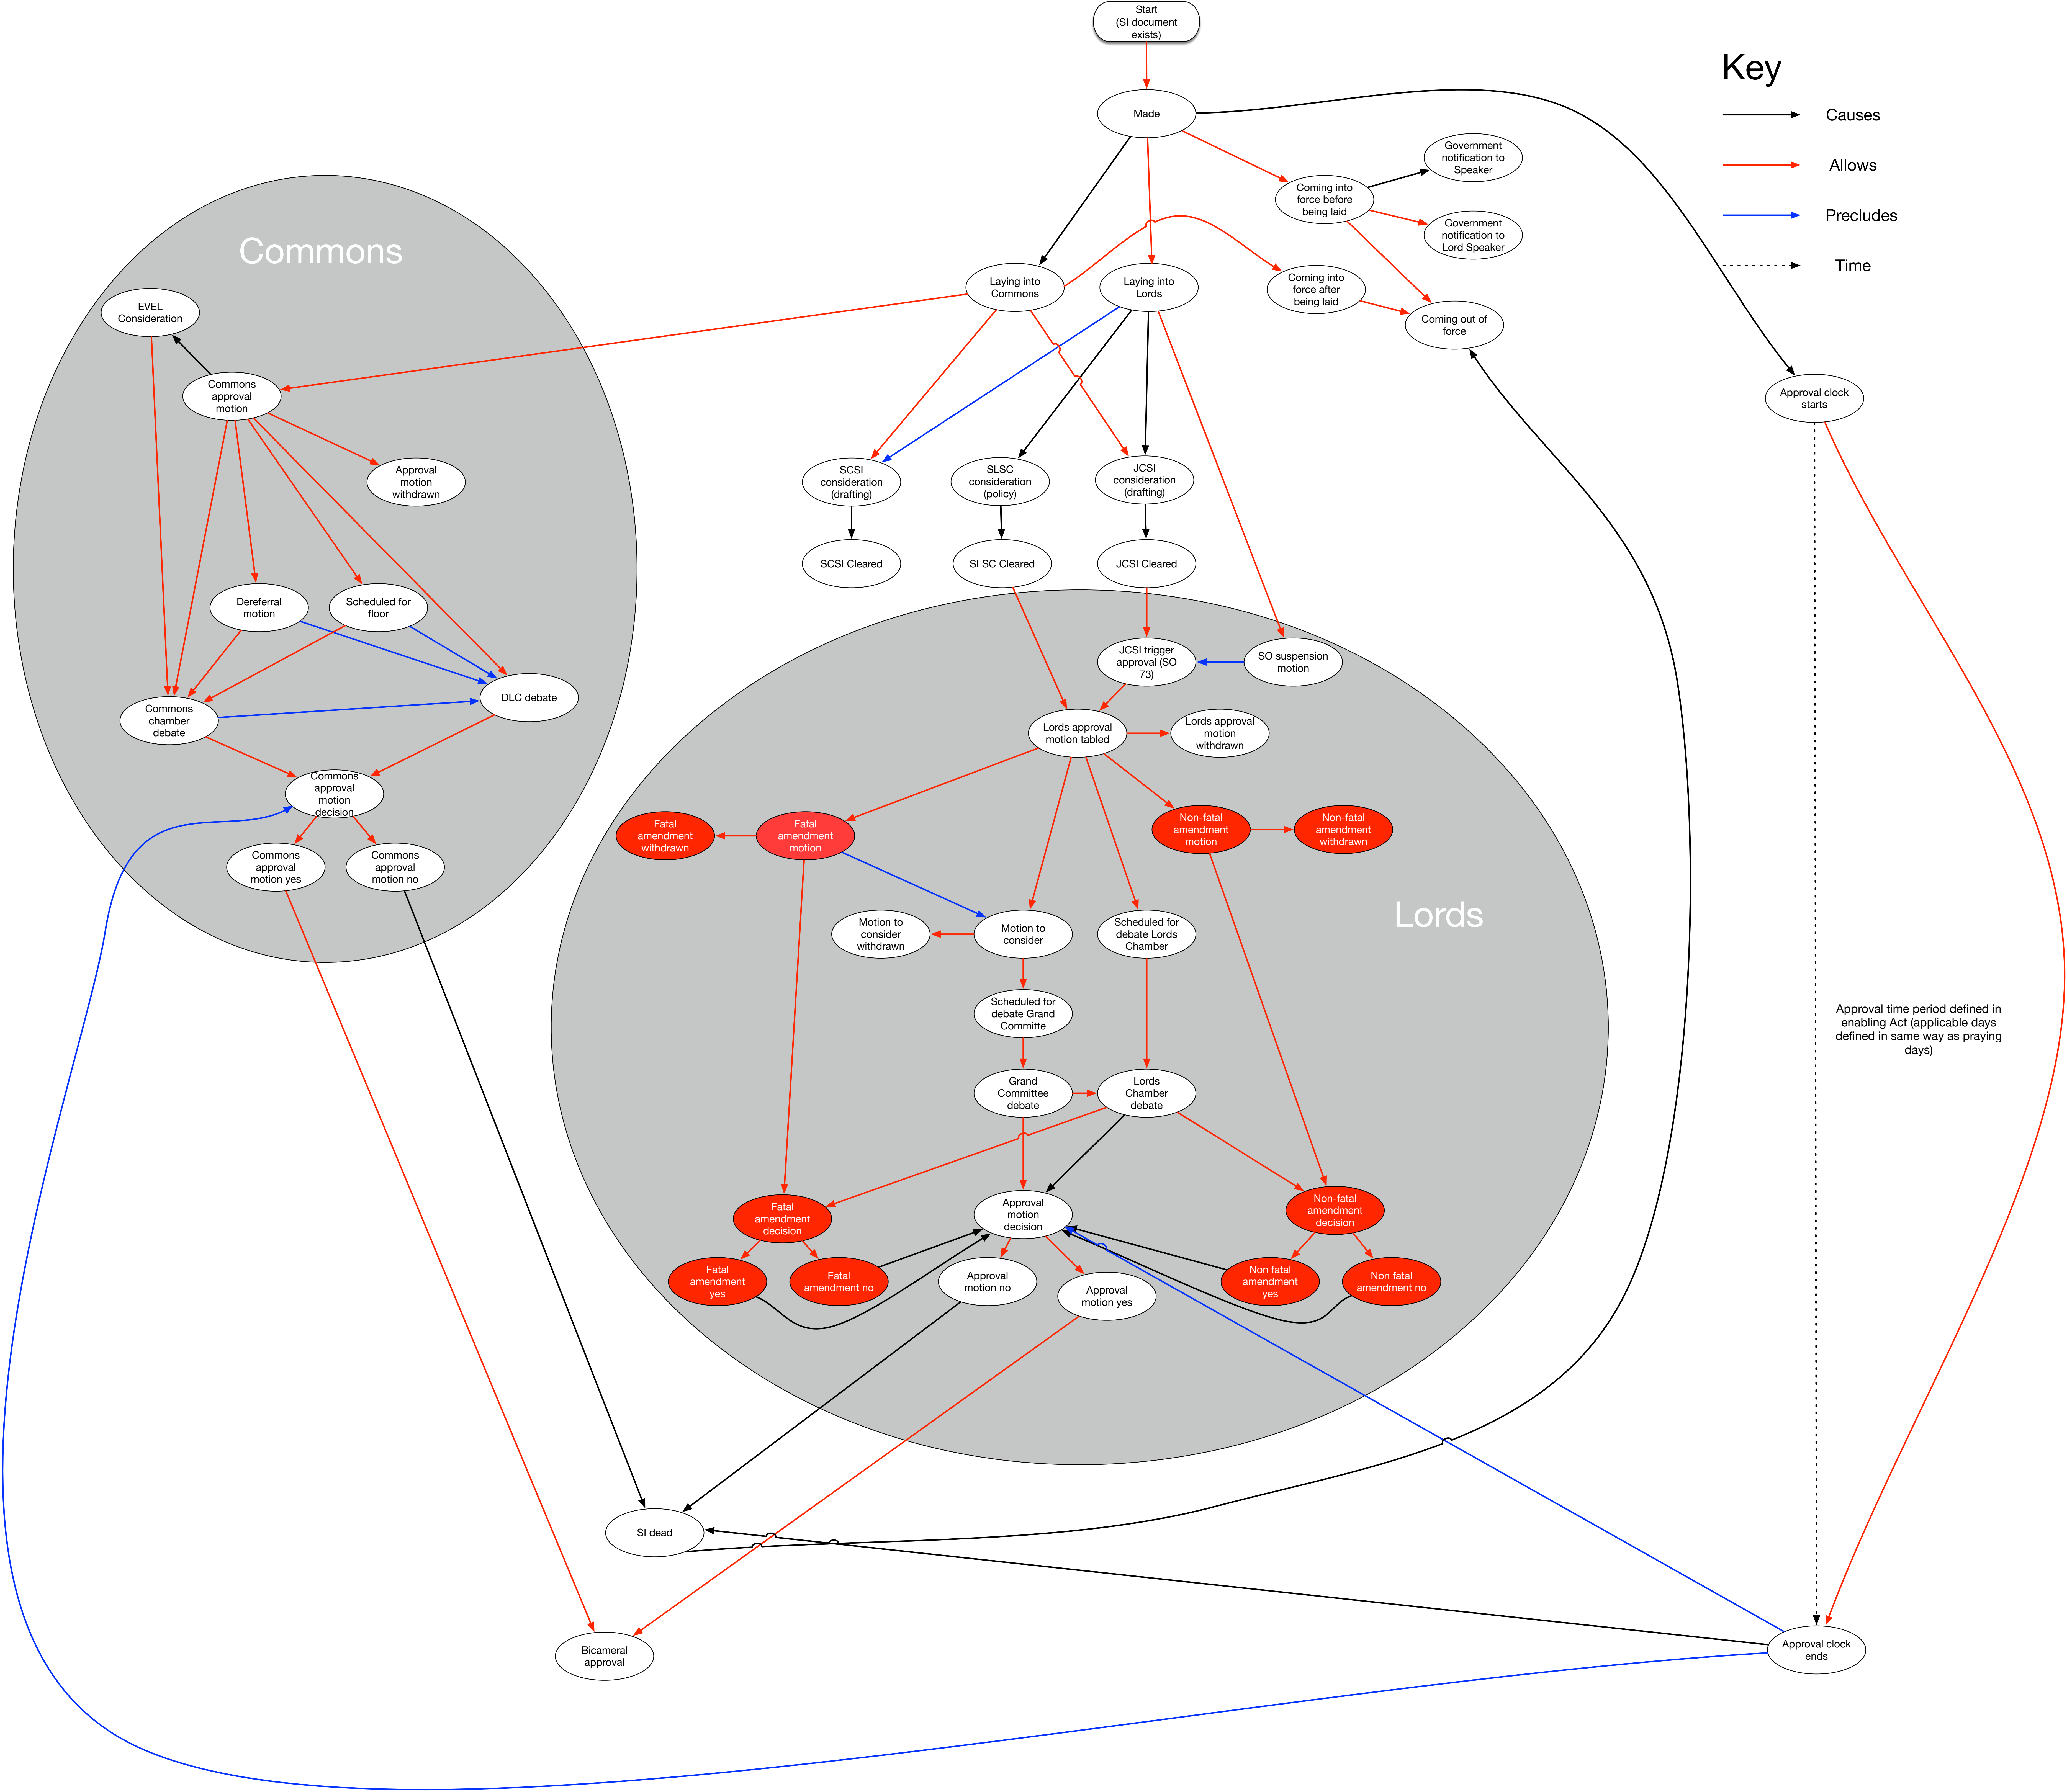 Start
(SI document
exists)
Key
Made
Causes
Government
notification to
Speaker
Allows
Coming into
force before
being laid
Precludes
Government
notification to
Lord Speaker
Commons
Time
Laying into
Commons
Laying into
Lords
Coming into
force after
being laid
EVEL
Consideration
Coming out of
force
Commons
approval
motion
Approval clock
starts
Approval
motion
withdrawn
SCSI
consideration
(drafting)
SLSC
consideration
(policy)
JCSI
consideration
(drafting)
SCSI Cleared
SLSC Cleared
JCSI Cleared
Dereferral
motion
Scheduled for
floor
JCSI trigger
approval (SO
73)
SO suspension
motion
DLC debate
Commons
chamber
debate
Lords approval
motion tabled
Lords approval
motion
withdrawn
Commons
approval
motion
decision
Fatal
amendment
withdrawn
Fatal
amendment
motion
Non-fatal
amendment
motion
Non-fatal
amendment
withdrawn
Commons
approval
motion yes
Commons
approval
motion no
Lords
Motion to
consider
withdrawn
Motion to
consider
Scheduled for
debate Lords
Chamber
Scheduled for
debate Grand
Committe
Approval time period defined in
enabling Act (applicable days
defined in same way as praying
days)
Grand
Committee
debate
Lords
Chamber
debate
Fatal
amendment
decision
Approval
motion
decision
Non-fatal
amendment
decision
Fatal
amendment
yes
Fatal
amendment no
Approval
motion no
Approval
motion yes
Non fatal
amendment
yes
Non fatal
amendment no
SI dead
Bicameral
approval
Approval clock
ends